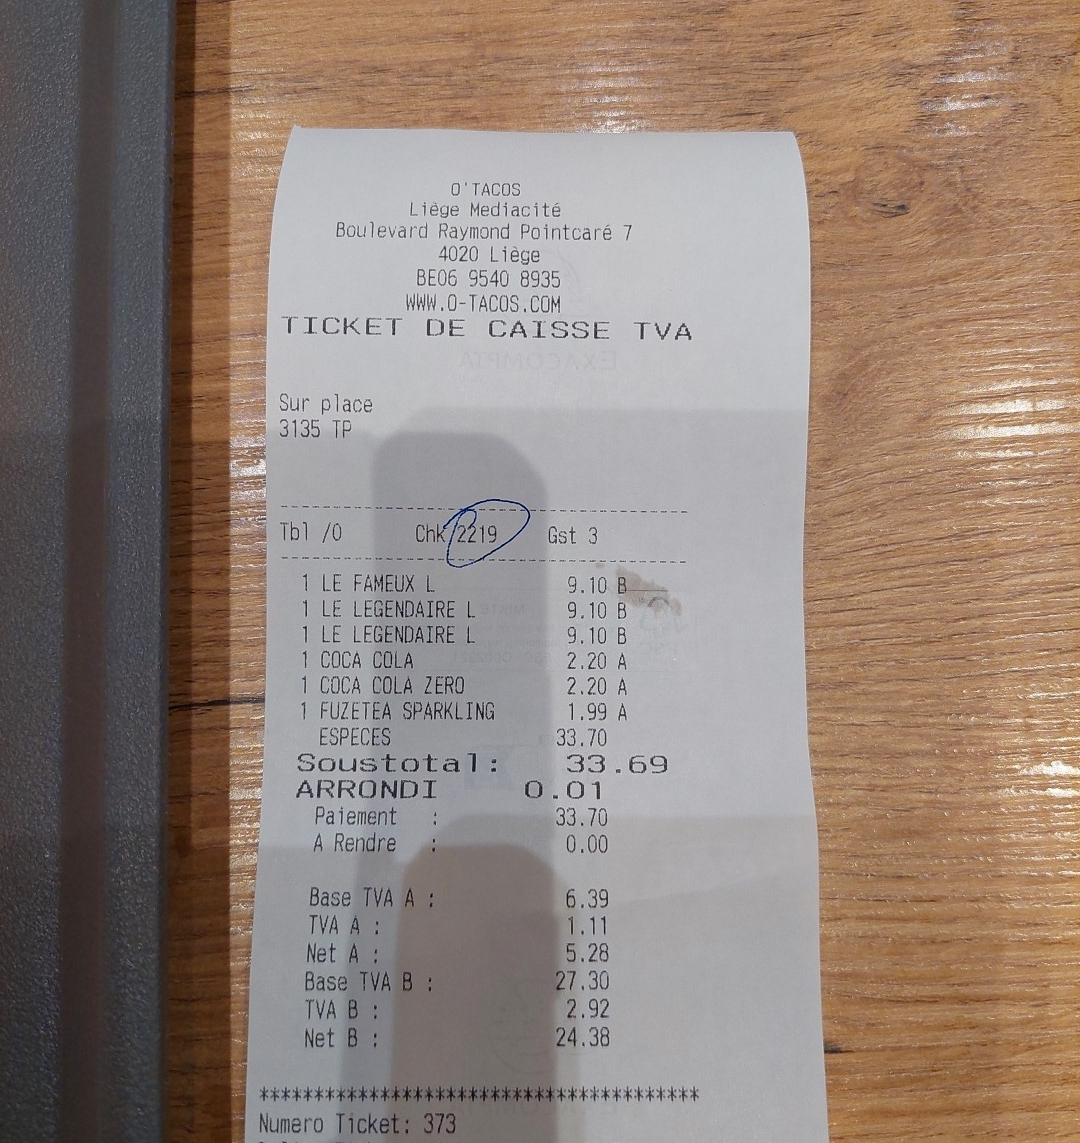 O'TACOS
Liège Mediacité
Boulevard Raymond Pointcaré 7
4020 Liège
BE06 9540 8935
WWW.O-TACOS.COM
TICKET DE CAISSE TVA
Sur place
3135 TP
Tbl /0 Chk 2219 Gst 3
1 LE FAMEUX L 9.10 B
1 LE LEGENDAIRE L 9.10 B
1 LE LEGENDAIRE L 9.10 B
1 COCA COLA 2.20 A
1 COCA COLA ZERO 2.20 A
1 FUZETEA SPARKLING 1.99 A
ESPECES 33.70
Soustotal: 33.69
ARRONDI 0.01
Paiement : 33.70
A Rendre : 0.00
Base TVA A : 6.39
TVA A : 1.11
Net A : 5.28
Base TVA B : 27.30
TVA B : 2.92
Net B : 24.38
******************************************
Numero Ticket: 373